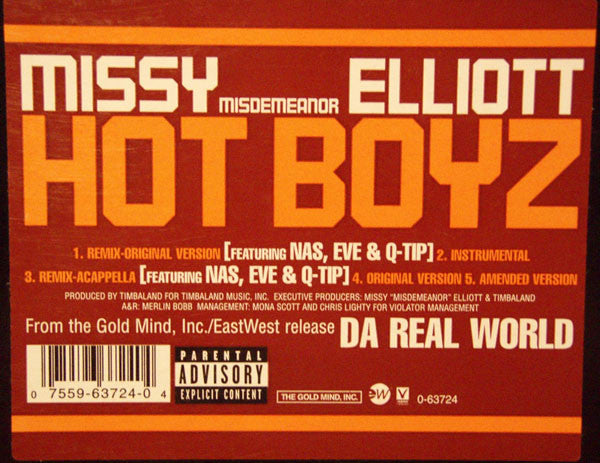 MISSY MISDEMEANOR ELLIOTT
HOT BOYZ
1. REMIX-ORIGINAL VERSION [FEATURING NAS, EVE & Q-TIP] 2. INSTRUMENTAL
3. REMIX-ACAPPELLA [FEATURING NAS, EVE & Q-TIP] 4. ORIGINAL VERSION 5. AMENDED VERSION
PRODUCED BY TIMBALAND FOR TIMBALAND MUSIC, INC. EXECUTIVE PRODUCERS: MISSY "MISDEMEANOR" ELLIOTT & TIMBALAND
A&R: MERLIN BOBB MANAGEMENT: MONA SCOTT AND CHRIS LIGHTY FOR VIOLATOR MANAGEMENT
From the Gold Mind, Inc./EastWest release DA REAL WORLD
0 7559-63724-0 4
PARENTAL
ADVISORY
EXPLICIT CONTENT
THE GOLD MIND, INC.
ew
V
0-63724